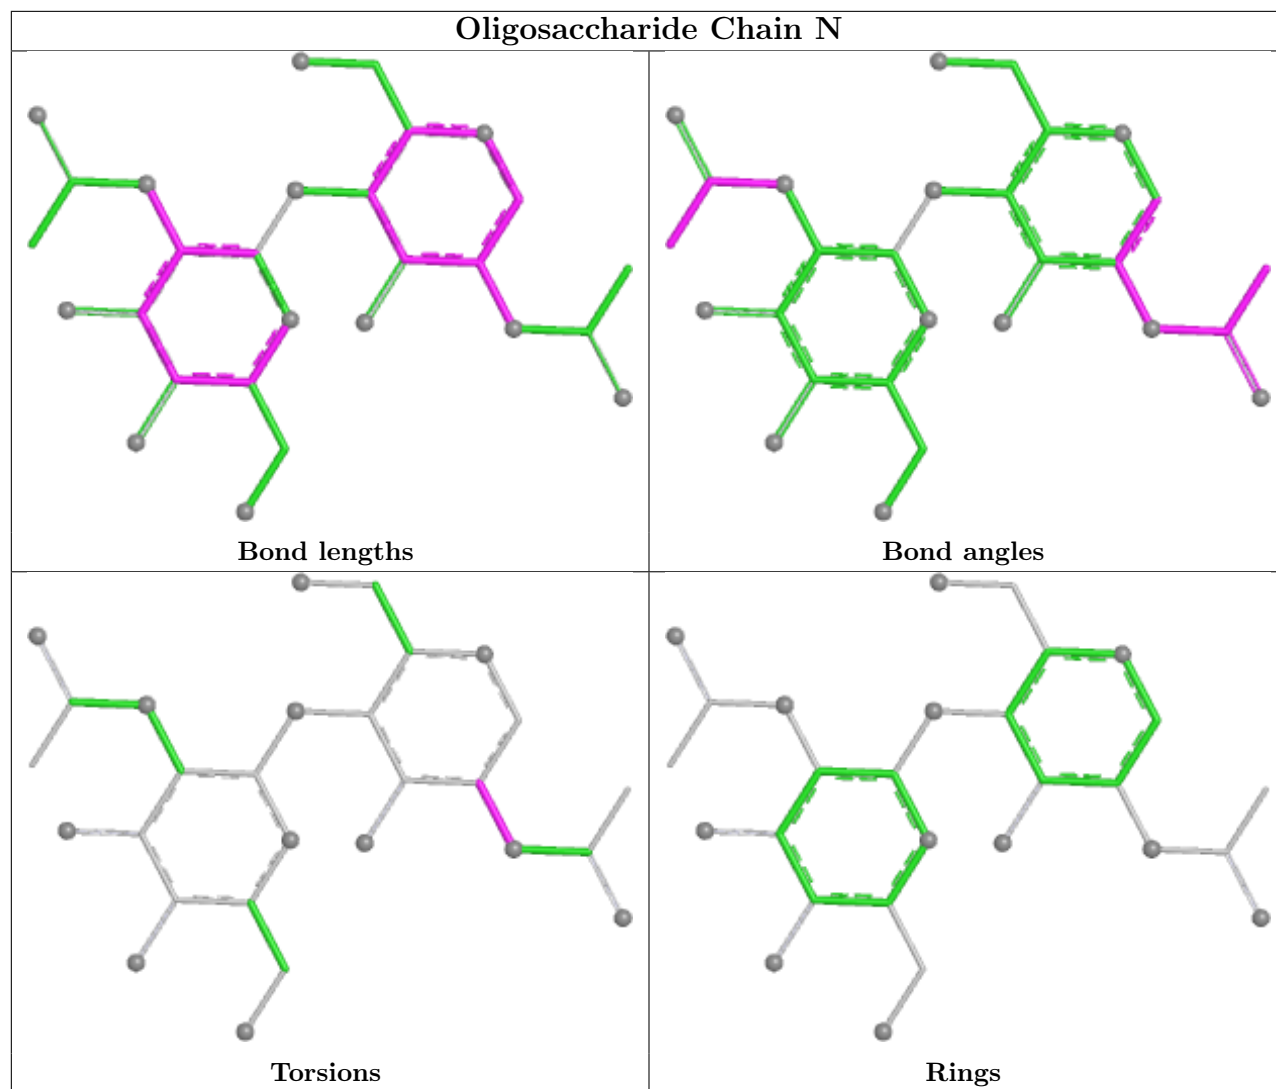 Oligosaccharide Chain N
Bond lengths
Bond angles
Torsions
Rings